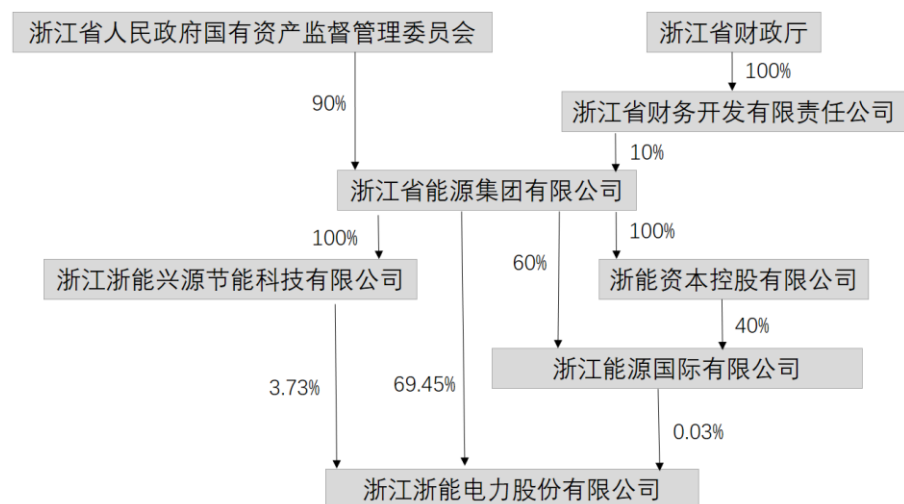 浙江省人民政府国有资产监督管理委员会
浙江省财政厅
100%
90%
浙江省财务开发有限责任公司
10%
浙江省能源集团有限公司
100%
100%
60%
浙江浙能兴源节能科技有限公司
浙能资本控股有限公司
40%
浙江能源国际有限公司
3.73%
69.45%
0.03%
浙江浙能电力股份有限公司